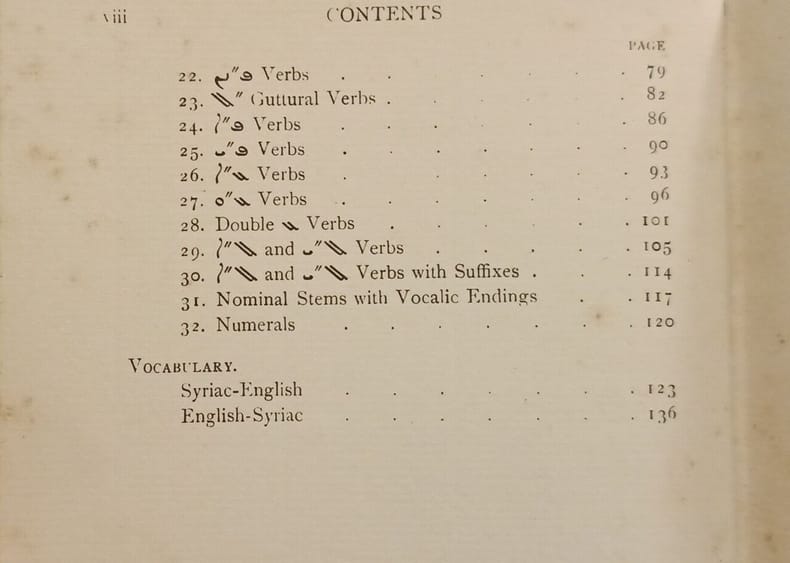 viii CONTENTS
PAGE
22. ܦ″ܢ Verbs . . . . . . 79
23. ܠ″ Guttural Verbs . . . . . 82
24. ܦ″ܐ Verbs . . . . . . 86
25. ܦ″ܝ Verbs . . . . . . 90
26. ܥ″ܐ Verbs . . . . . . 93
27. ܥ″ܘ Verbs . . . . . . 96
28. Double ܥ Verbs . . . . . 101
29. ܠ″ܐ and ܠ″ܝ Verbs . . . . . 105
30. ܠ″ܐ and ܠ″ܝ Verbs with Suffixes . . . 114
31. Nominal Stems with Vocalic Endings . . 117
32. Numerals . . . . . . . 120
VOCABULARY.
Syriac-English . . . . . . . 123
English-Syriac . . . . . . . 136